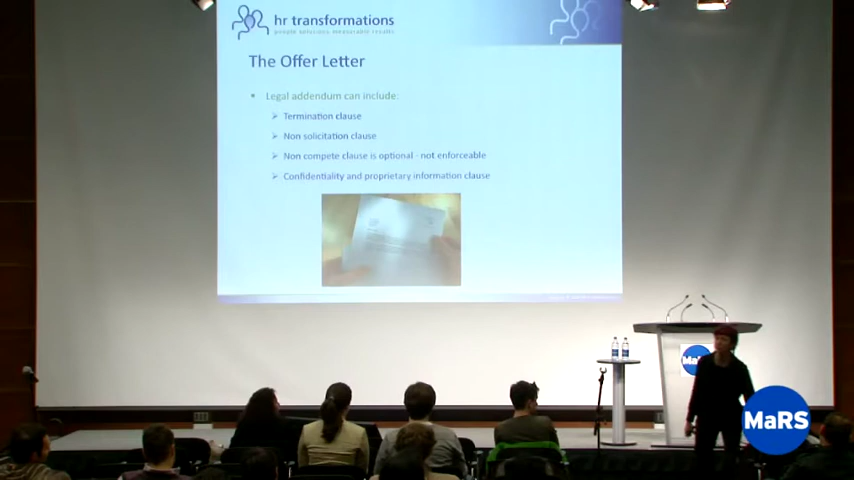 hr transformations
people solutions measurable results
The Offer Letter
Legal addendum can include:
Termination clause
Non solicitation clause
Non compete clause is optional - not enforceable
Confidentiality and proprietary information clause
MaRS
MaRS